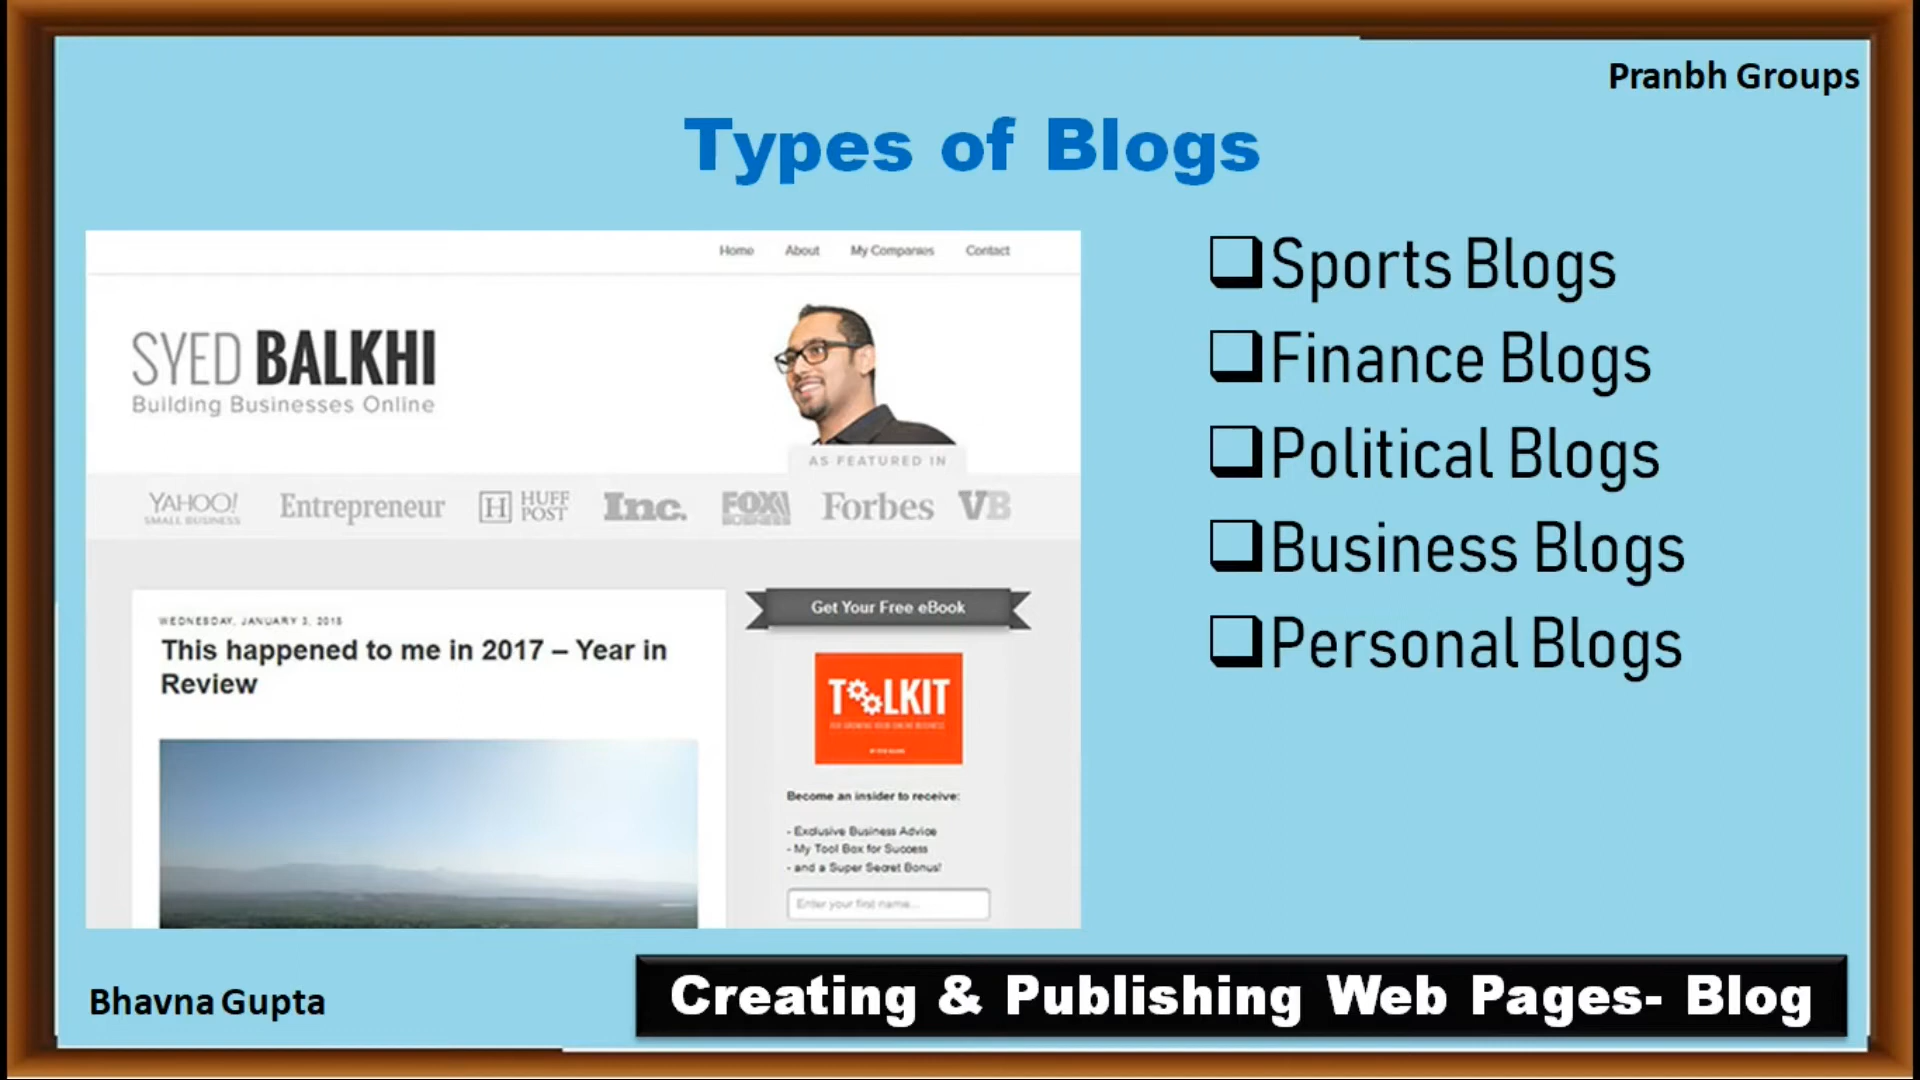 Pranbh Groups
Types of Blogs
Home About My Companies Contact
SYED BALKHI
Building Businesses Online
AS FEATURED IN
YAHOO! SMALL BUSINESS Entrepreneur H HUFF POST Inc. FOX BUSINESS Forbes VB
WEDNESDAY, JANUARY 3, 2018
This happened to me in 2017 – Year in
Review
Get Your Free eBook
TOOLKIT
Become an insider to receive:
- Exclusive Business Advice
- My Tool Box for Success
- and a Super Secret Bonus!
Enter your first name...
Sports Blogs
Finance Blogs
Political Blogs
Business Blogs
Personal Blogs
Bhavna Gupta
Creating & Publishing Web Pages- Blog